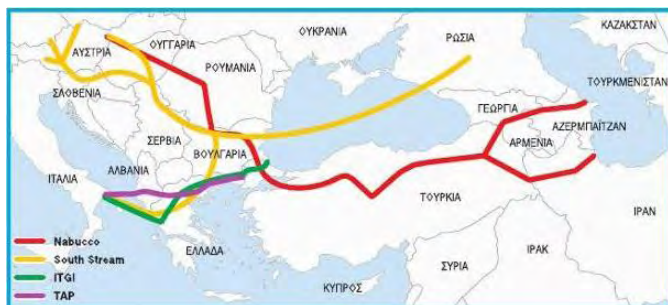 ΟΥΚΡΑΝΙΑ
ΚΑΖΑΚΣΤΑΝ
ΡΩΣΙΑ
ΑΥΣΤΡΙΑ
ΟΥΓΓΑΡΙΑ
ΡΟΥΜΑΝΙΑ
ΤΟΥΡΚΜΕΝΙΣΤΑΝ
ΣΛΟΒΕΝΙΑ
ΓΕΩΡΓΙΑ
ΑΖΕΡΜΠΑΪΤΖΑΝ
ΣΕΡΒΙΑ
ΑΡΜΕΝΙΑ
ΒΟΥΛΓΑΡΙΑ
ΙΤΑΛΙΑ
ΑΛΒΑΝΙΑ
ΤΟΥΡΚΙΑ
ΙΡΑΝ
ΕΛΛΑΔΑ
ΙΡΑΚ
ΣΥΡΙΑ
ΚΥΠΡΟΣ
Nabucco
South Stream
ITGI
TAP